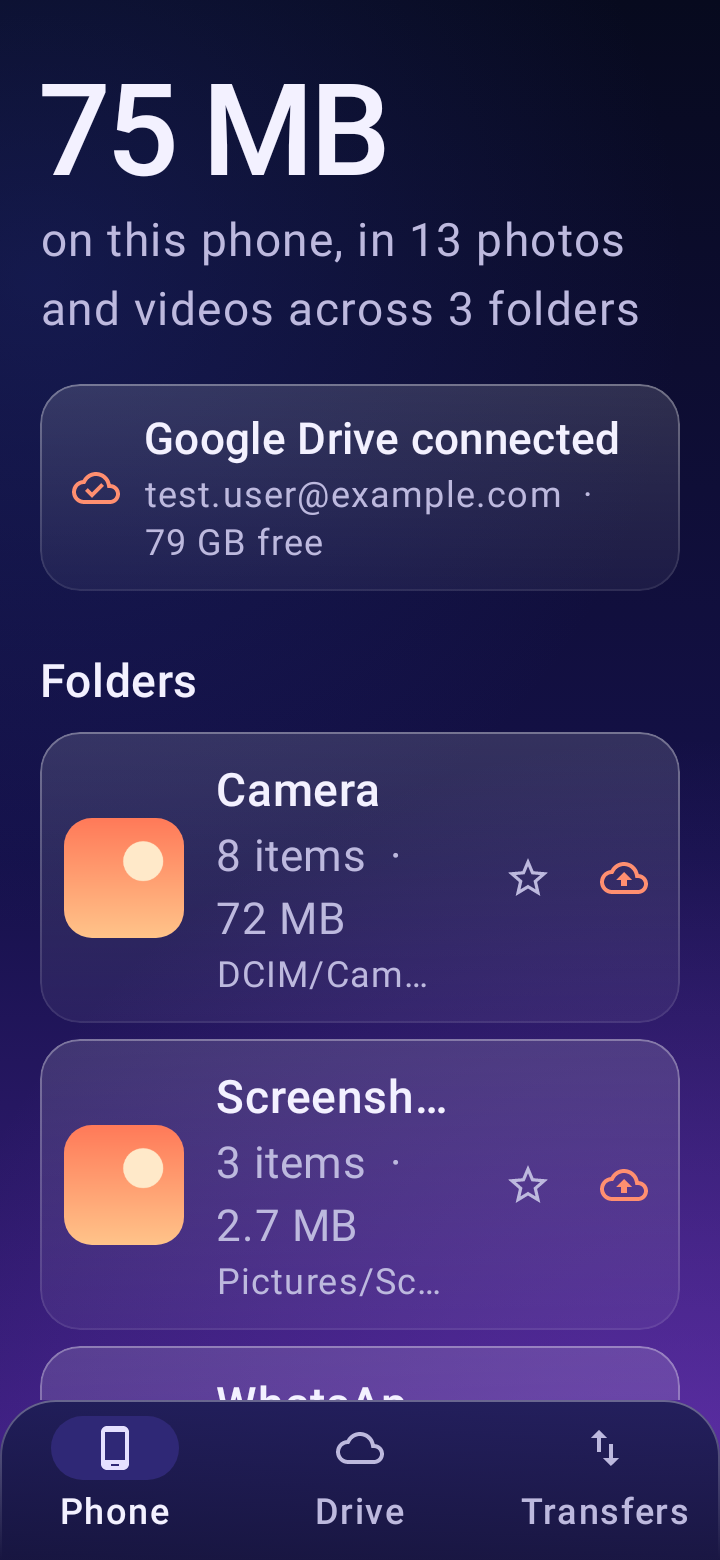 75 MB
on this phone, in 13 photos
and videos across 3 folders
Google Drive connected
test.user@example.com ·
79 GB free
Folders
Camera
8 items ·
72 MB
DCIM/Cam…
Screensh…
3 items ·
2.7 MB
Pictures/Sc…
WhatsAp
Phone
Drive
Transfers